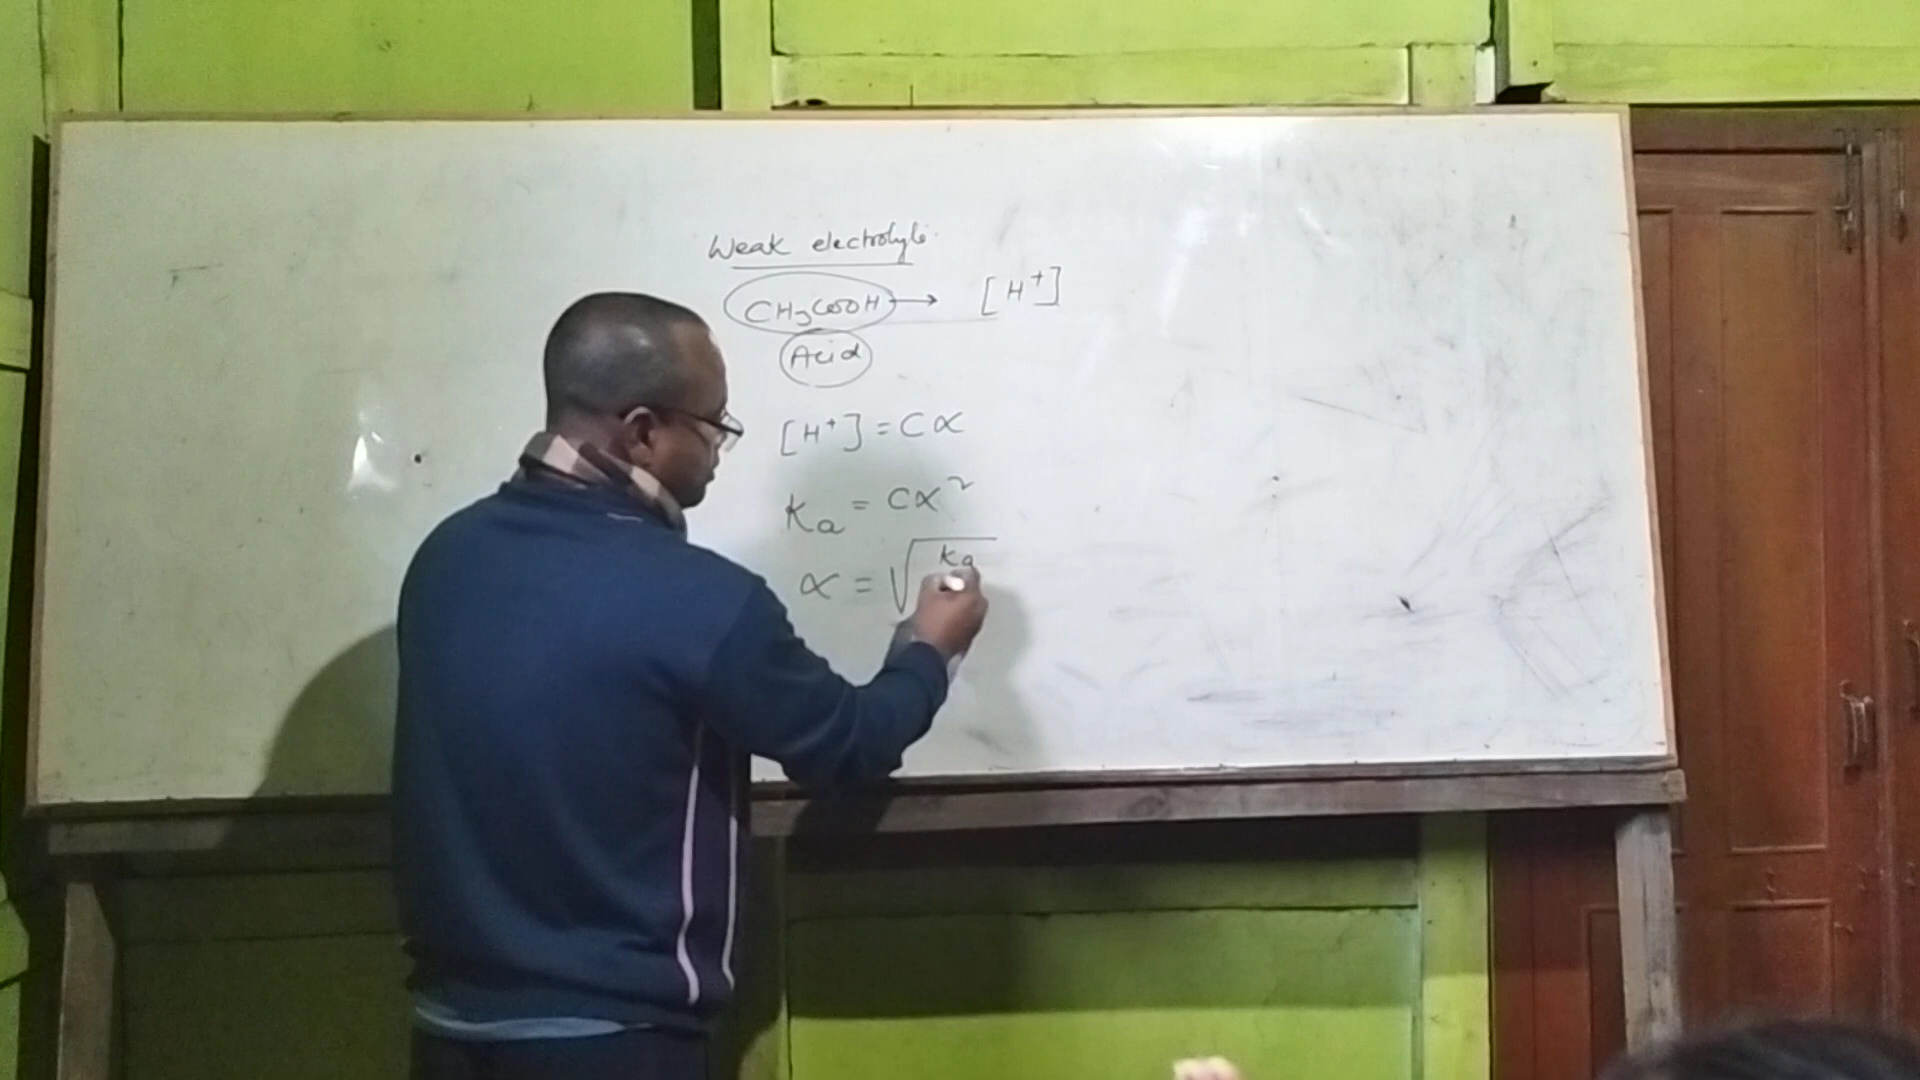 Weak electrolyte
CH3COOH → [H⁺]
Acid
[H⁺] = Cα
Ka = Cα²
α = √Ka